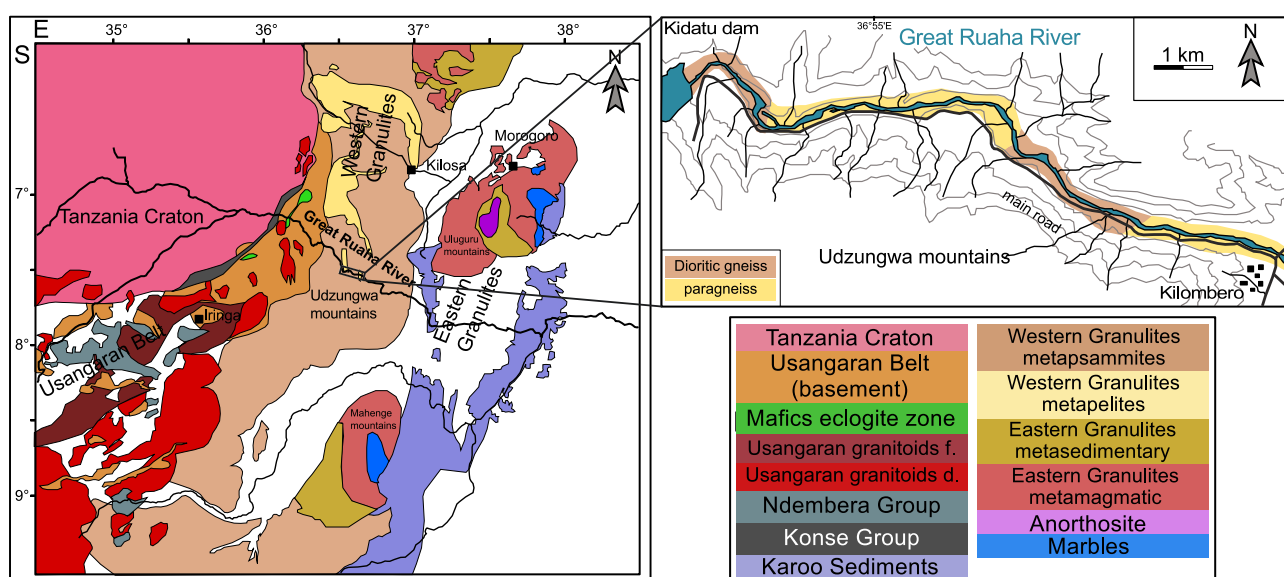 E
35°
36°
37°
38°
S
N
7°
8°
9°
Tanzania Craton
Western
Granulites
Kilosa
Morogoro
Uluguru
mountains
Great Ruaha River
Udzungwa
mountains
Eastern
Granulites
Iringa
Usangaran Belt
Mahenge
mountains
36°55'E
Kidatu dam
Great Ruaha River
N
1 km
main road
Udzungwa mountains
Kilombero
Dioritic gneiss
paragneiss
Tanzania Craton
Usangaran Belt
(basement)
Mafics eclogite zone
Usangaran granitoids f.
Usangaran granitoids d.
Ndembera Group
Konse Group
Karoo Sediments
Western Granulites
metapsammites
Western Granulites
metapelites
Eastern Granulites
metasedimentary
Eastern Granulites
metamagmatic
Anorthosite
Marbles